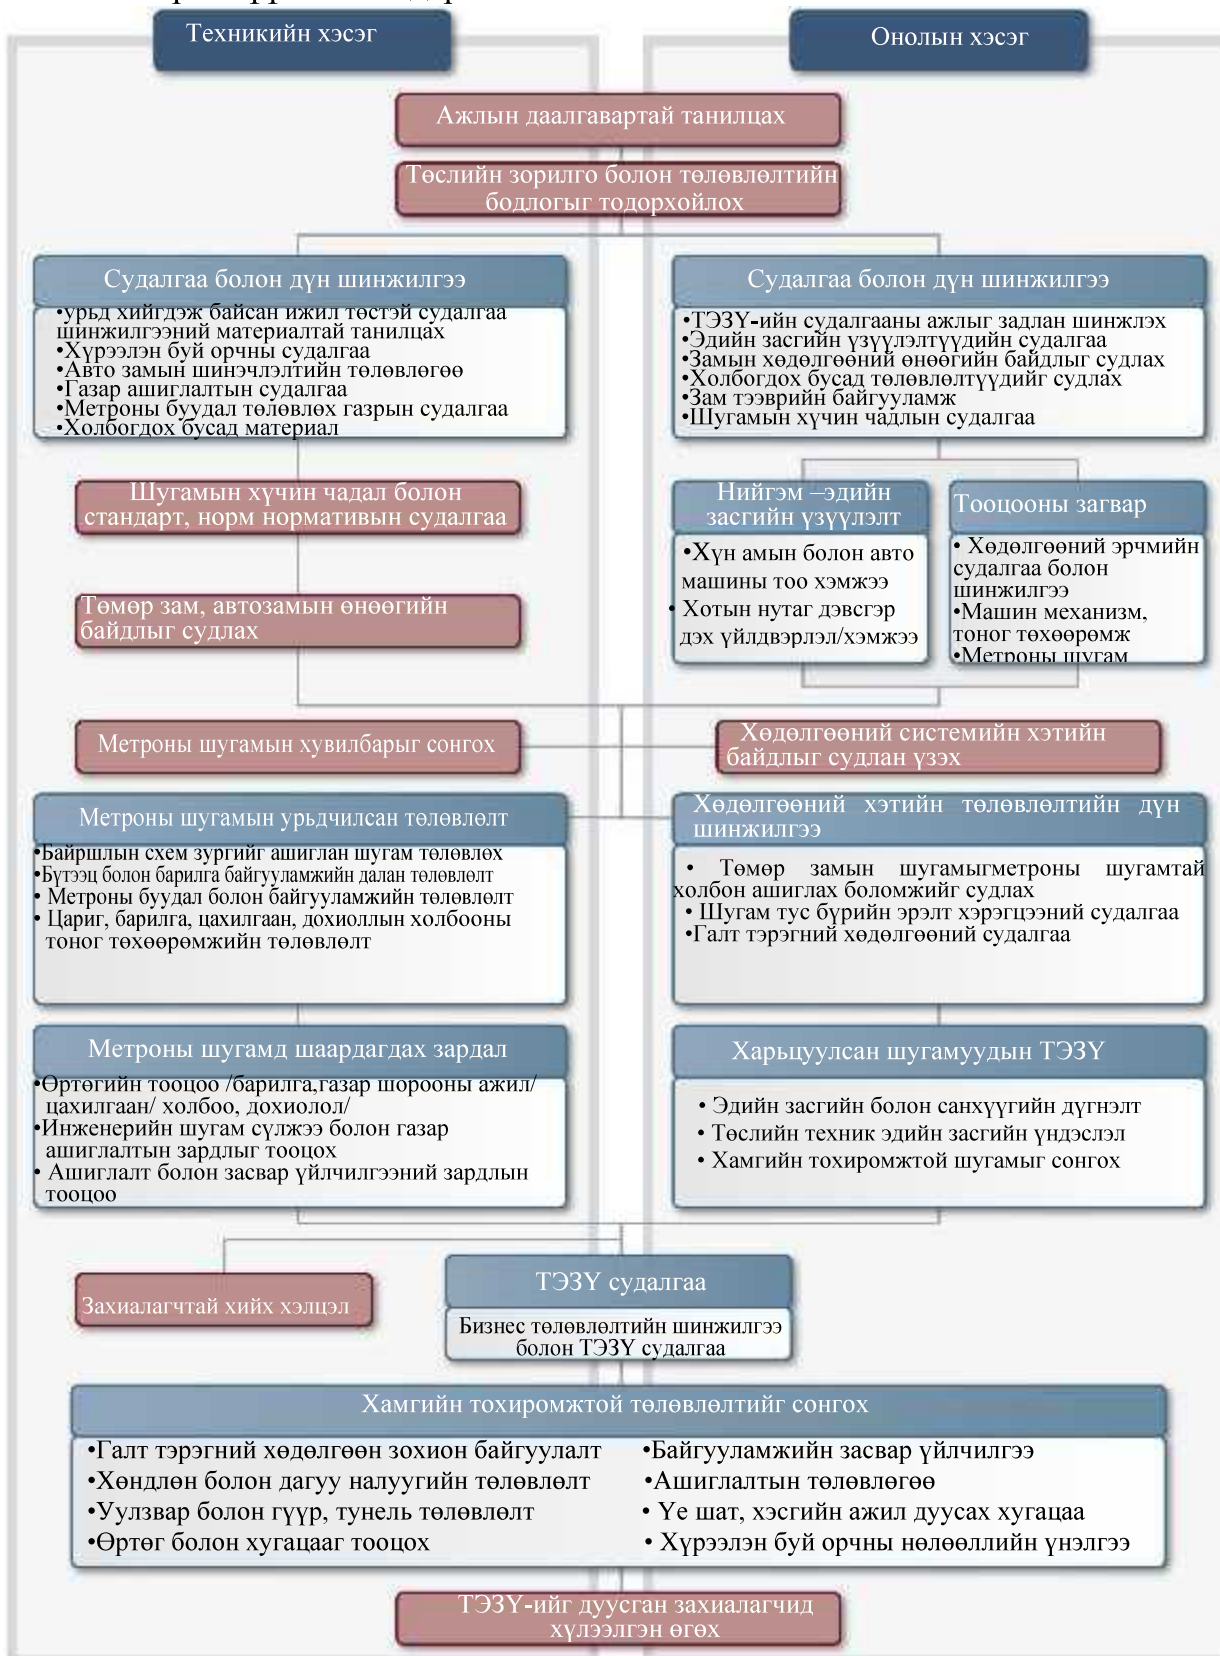 Техникийн хэсэг
Онолын хэсэг
Ажлын даалгавартай танилцах
Төслийн зорилго болон төлөвлөлтийн
бодлогыг тодорхойлох
Судалгаа болон дүн шинжилгээ
•урьд хийгдэж байсан ижил төстэй судалгаа
шинжилгээний материалтай танилцах
•Хүрээлэн буй орчны судалгаа
•Авто замын шинэчлэлтийн төлөвлөгөө
•Газар ашиглалтын судалгаа
•Метроны буудал төлөвлөх газрын судалгаа
•Холбогдох бусад материал
Судалгаа болон дүн шинжилгээ
•ТЭЗҮ-ийн судалгааны ажлыг задлан шинжлэх
•Эдийн засгийн үзүүлэлтүүдийн судалгаа
•Замын хөдөлгөөний өнөөгийн байдлыг судлах
•Холбогдох бусад төлөвлөлтүүдийг судлах
•Зам тээврийн байгууламж
•Шугамын хүчин чадлын судалгаа
Шугамын хүчин чадал болон
стандарт, норм нормативын судалгаа
Төмөр зам, автозамын өнөөгийн
байдлыг судлах
Нийгэм –эдийн
засгийн үзүүлэлт
•Хүн амын болон авто
машины тоо хэмжээ
• Хотын нутаг дэвсгэр
дэх үйлдвэрлэл/хэмжээ
Тооцооны загвар
• Хөдөлгөөний эрчмийн
судалгаа болон
шинжилгээ
•Машин механизм,
тоног төхөөрөмж
•Метроны шугам
Метроны шугамын хувилбарыг сонгох
Хөдөлгөөний системийн хэтийн
байдлыг судлан үзэх
Метроны шугамын урьдчилсан төлөвлөлт
•Байршлын схем зургийг ашиглан шугам төлөвлөх
•Бүтээц болон барилга байгууламжийн далан төлөвлөлт
• Метроны буудал болон байгууламжийн төлөвлөлт
• Цариг, барилга, цахилгаан, дохиоллын холбооны
тоног төхөөрөмжийн төлөвлөлт
Хөдөлгөөний хэтийн төлөвлөлтийн дүн
шинжилгээ
• Төмөр замын шугамыгметроны шугамтай
холбон ашиглах боломжийг судлах
• Шугам тус бүрийн эрэлт хэрэгцээний судалгаа
•Галт тэрэгний хөдөлгөөний судалгаа
Метроны шугамд шаардагдах зардал
•Өртөгийн тооцоо /барилга,газар шорооны ажил/
цахилгаан/ холбоо, дохиолол/
•Инженерийн шугам сүлжээ болон газар
ашиглалтын зардлыг тооцох
• Ашиглалт болон засвар үйлчилгээний зардлын
тооцоо
Харьцуулсан шугамуудын ТЭЗҮ
• Эдийн засгийн болон санхүүгийн дүгнэлт
• Төслийн техник эдийн засгийн үндэслэл
• Хамгийн тохиромжтой шугамыг сонгох
Захиалагчтай хийх хэлцэл
ТЭЗҮ судалгаа
Бизнес төлөвлөлтийн шинжилгээ
болон ТЭЗҮ судалгаа
Хамгийн тохиромжтой төлөвлөлтийг сонгох
•Галт тэрэгний хөдөлгөөн зохион байгуулалт
•Хөндлөн болон дагуу налуугийн төлөвлөлт
•Уулзвар болон гүүр, тунель төлөвлөлт
•Өртөг болон хугацааг тооцох
•Байгууламжийн засвар үйлчилгээ
•Ашиглалтын төлөвлөгөө
• Үе шат, хэсгийн ажил дуусах хугацаа
• Хүрээлэн буй орчны нөлөөллийн үнэлгээ
ТЭЗҮ-ийг дуусган захиалагчид
хүлээлгэн өгөх